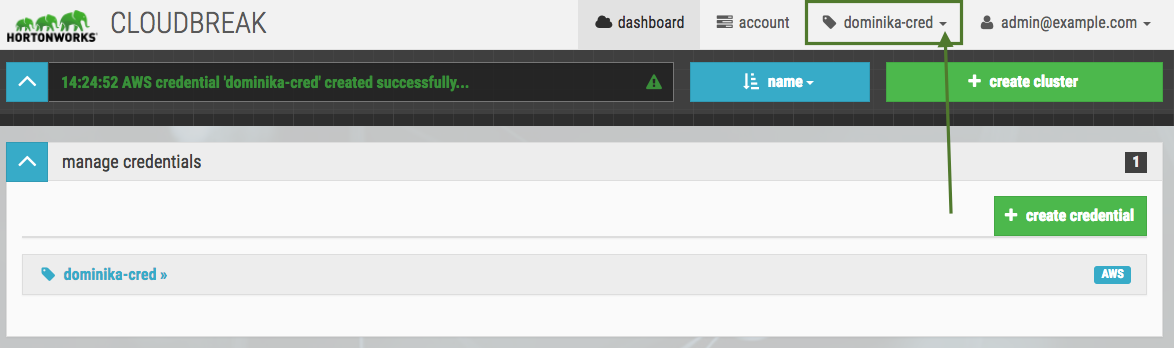 HORTONWORKS CLOUDBREAK dashboard account dominika-cred admin@example.com
14:24:52 AWS credential 'dominika-cred' created successfully... name + create cluster
manage credentials 1
+ create credential
dominika-cred » AWS